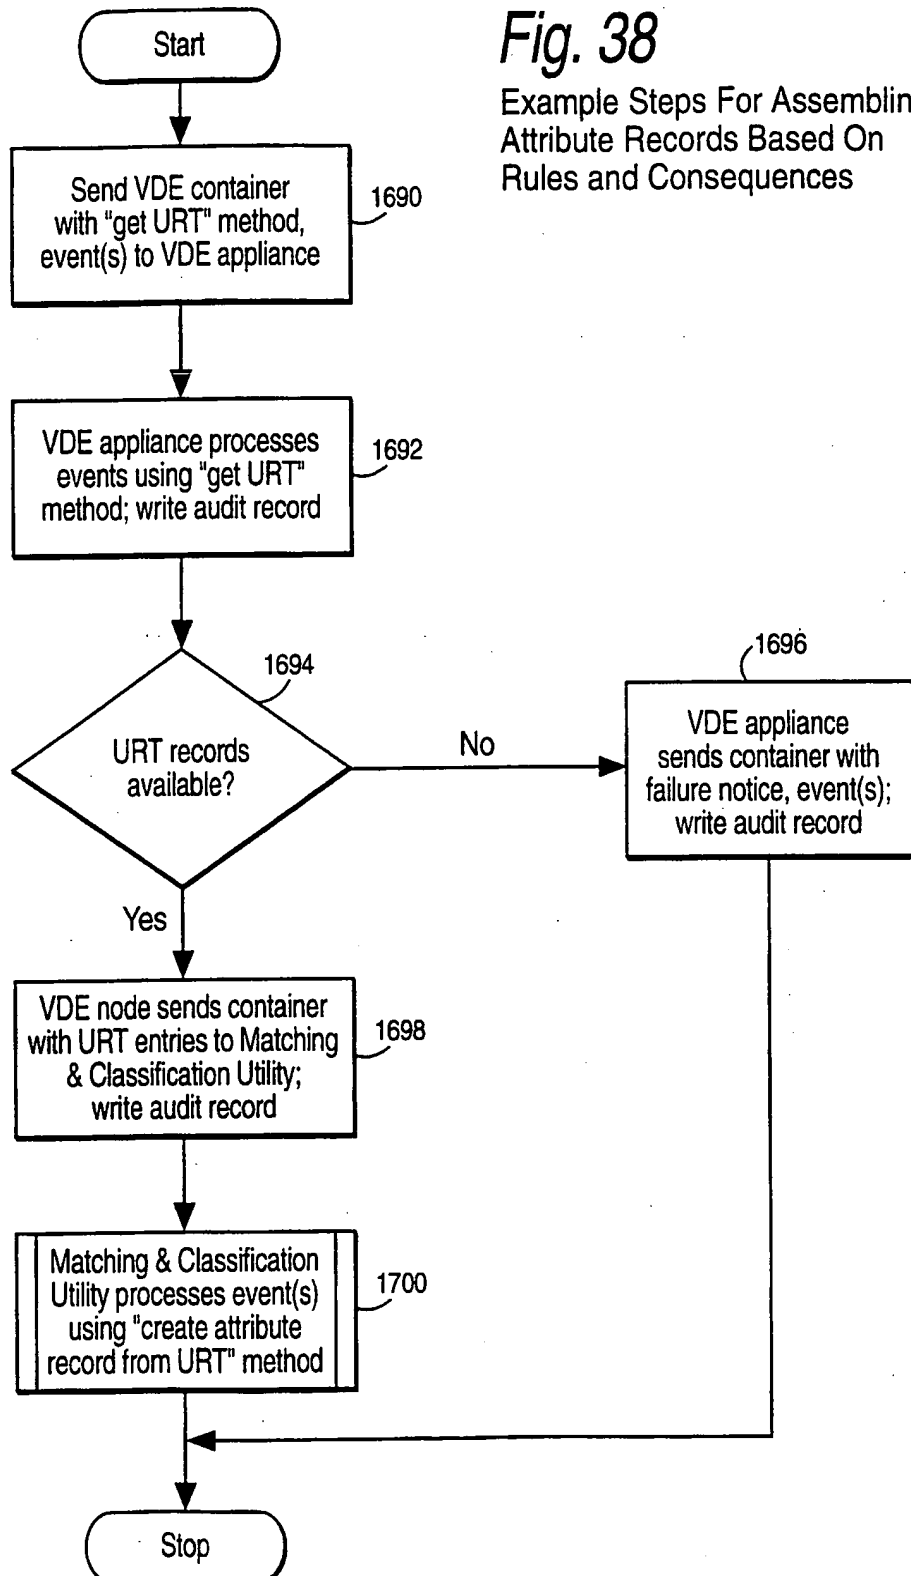 Fig. 38
Example Steps For Assemblin
Attribute Records Based On
Rules and Consequences
Start
Send VDE container
with "get URT" method,
event(s) to VDE appliance
1690
VDE appliance processes
events using "get URT"
method; write audit record
1692
URT records
available?
1694
No
1696
VDE appliance
sends container with
failure notice, event(s);
write audit record
Yes
VDE node sends container
with URT entries to Matching
& Classification Utility;
write audit record
1698
Matching & Classification
Utility processes event(s)
using "create attribute
record from URT" method
1700
Stop